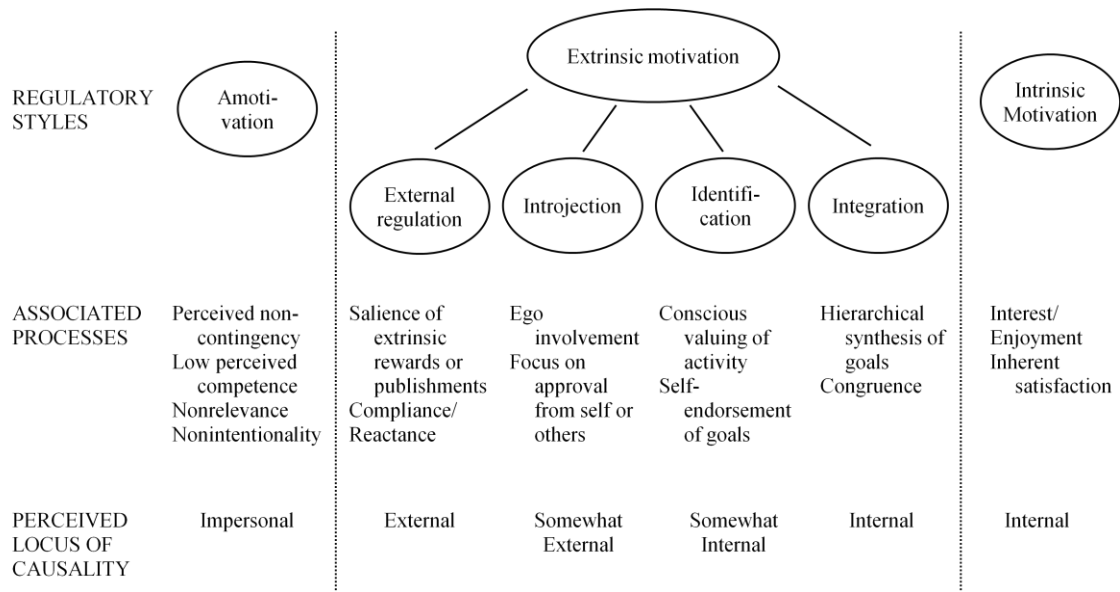 Extrinsic motivation
REGULATORY
STYLES
Amoti-
vation
Intrinsic
Motivation
External
regulation
Introjection
Identifi-
cation
Integration
ASSOCIATED
PROCESSES
Perceived non-
contingency
Low perceived
competence
Nonrelevance
Nonintentionality
Salience of
extrinsic
rewards or
publishments
Compliance/
Reactance
Ego
involvement
Focus on
approval
from self or
others
Conscious
valuing of
activity
Self-
endorsement
of goals
Hierarchical
synthesis of
goals
Congruence
Interest/
Enjoyment
Inherent
satisfaction
PERCEIVED
LOCUS OF
CAUSALITY
Impersonal
External
Somewhat
External
Somewhat
Internal
Internal
Internal